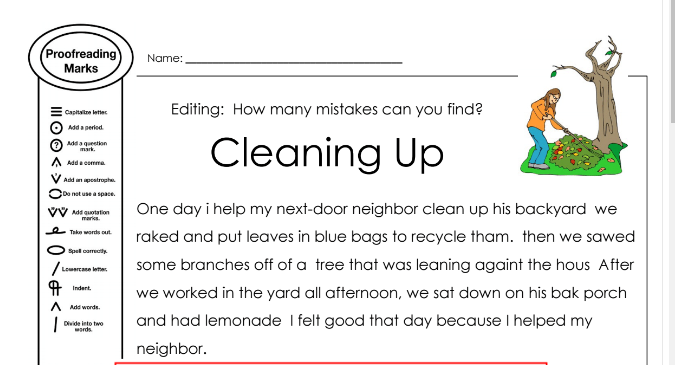 Proofreading
Marks
Name: ___________________________
Capitalize letter.
Add a period.
Add a question
mark.
Add a comma.
Add an apostrophe.
Do not use a space.
Add quotation
marks.
Take words out.
Spell correctly.
Lowercase letter.
Indent.
Add words.
Divide into two
words.
Editing: How many mistakes can you find?
Cleaning Up
One day i help my next-door neighbor clean up his backyard we
raked and put leaves in blue bags to recycle tham. then we sawed
some branches off of a tree that was leaning againt the hous After
we worked in the yard all afternoon, we sat down on his bak porch
and had lemonade I felt good that day because I helped my
neighbor.